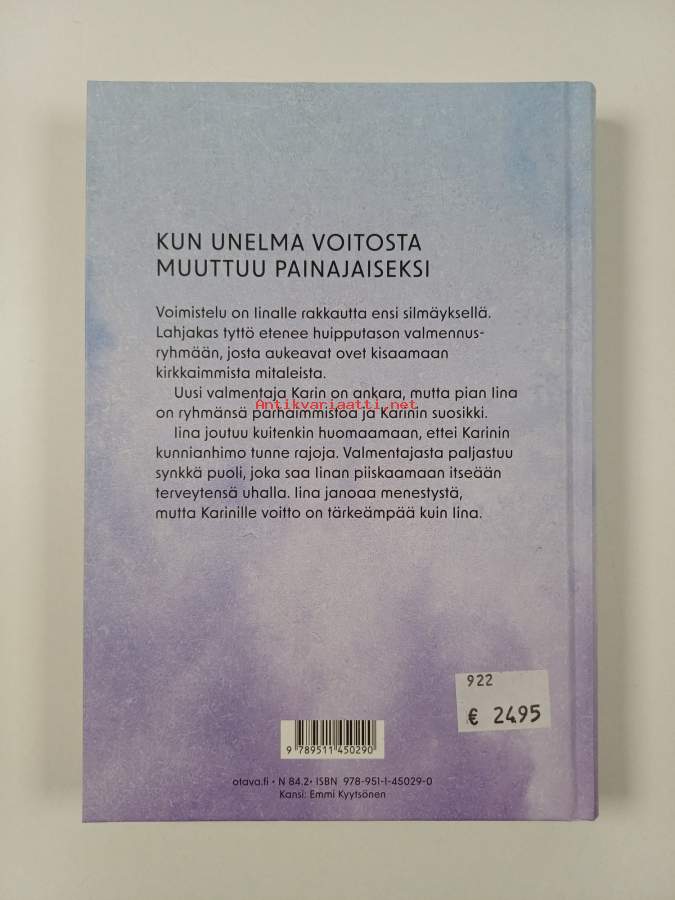 KUN UNELMA VOITOSTA
MUUTTUU PAINAJAISEKSI
Voimistelu on Iinalle rakkautta ensi silmäyksellä.
Lahjakas tyttö etenee huipputason valmennus-
ryhmään, josta aukeavat ovet kisaamaan
kirkkaimmista mitaleista.
Uusi valmentaja Karin on ankara, mutta pian Iina
on ryhmänsä parhaimmistoa ja Karinin suosikki.
Antikvariaatti.net
Iina joutuu kuitenkin huomaamaan, ettei Karinin
kunnianhimo tunne rajoja. Valmentajasta paljastuu
synkkä puoli, joka saa Iinan piiskaamaan itseään
terveytensä uhalla. Iina janoaa menestystä,
mutta Karinille voitto on tärkeämpää kuin Iina.
922
€ 2495
9 789511 450290
otava.fi • N 84.2 • ISBN 978-951-1-45029-0
Kansi: Emmi Kyytsönen